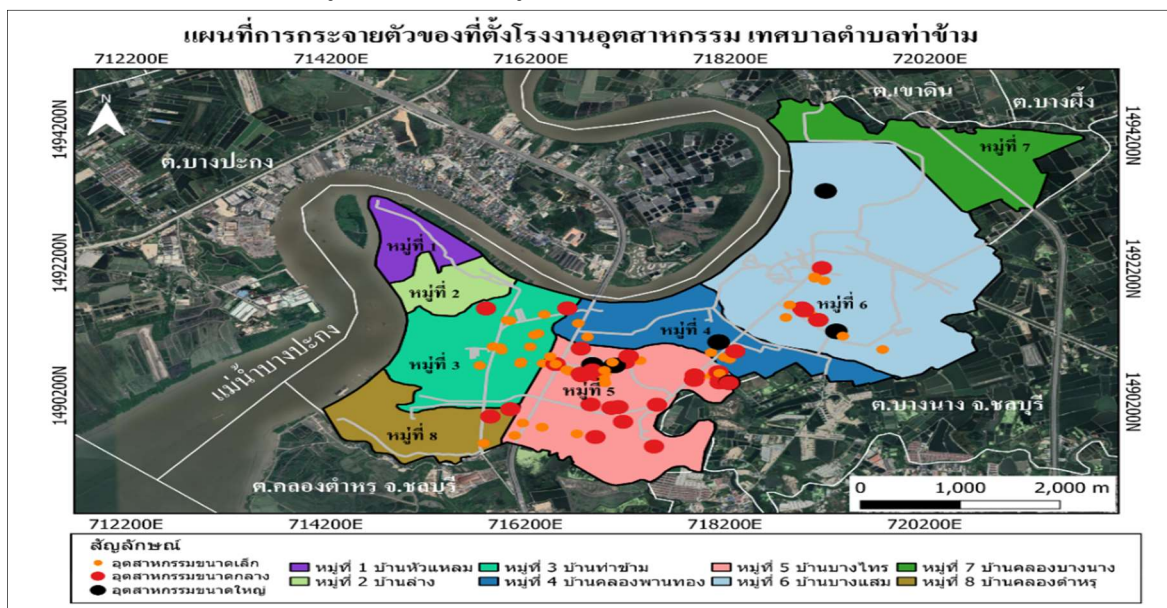 แผนที่การกระจายตัวของที่ตั้งโรงงานอุตสาหกรรม เทศบาลตำบลท่าข้าม
712200E 714200E 716200E 718200E 720200E
N
1494200N
1492200N
1490200N
1494200N
1492200N
1490200N
ต.เขาดิน
ต.บางผึ้ง
หมู่ที่ 7
ต.บางปะกง
หมู่ที่ 1
หมู่ที่ 2
หมู่ที่ 6
หมู่ที่ 4
หมู่ที่ 3
แม่น้ำบางปะกง
หมู่ที่ 5
ต.บางนาง จ.ชลบุรี
หมู่ที่ 8
ต.คลองตำหรุ จ.ชลบุรี
0 1,000 2,000 m
712200E 714200E 716200E 718200E 720200E
สัญลักษณ์
อุตสาหกรรมขนาดเล็ก
อุตสาหกรรมขนาดกลาง
อุตสาหกรรมขนาดใหญ่
หมู่ที่ 1 บ้านหัวแหลม
หมู่ที่ 2 บ้านล่าง
หมู่ที่ 3 บ้านท่าข้าม
หมู่ที่ 4 บ้านคลองพานทอง
หมู่ที่ 5 บ้านบางไทร
หมู่ที่ 6 บ้านบางแสม
หมู่ที่ 7 บ้านคลองบางนาง
หมู่ที่ 8 บ้านคลองตำหรุ